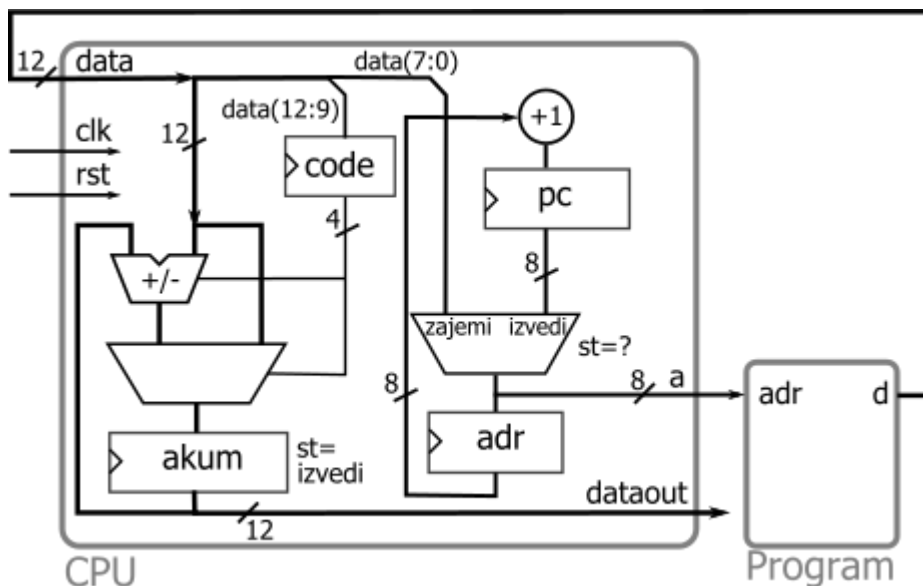 12
data
data(7:0)
data(12:9)
+1
clk
12
code
rst
pc
4
8
+/-
zajemi
izvedi
st=?
8
8
a
adr
d
akum
st=
izvedi
adr
dataout
12
CPU
Program